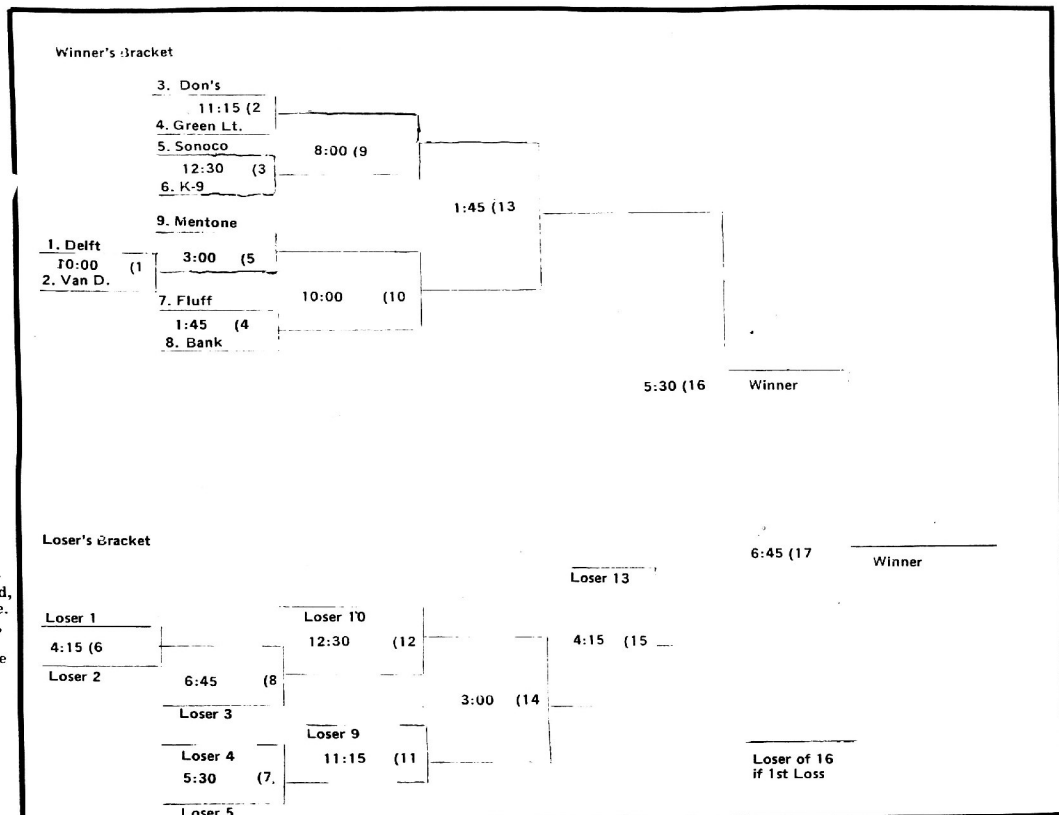 Winner's Bracket
3. Don's
11:15 (2
4. Green Lt.
5. Sonoco
8:00 (9
12:30 (3
6. K-9
1:45 (13
9. Mentone
1. Delft
3:00 (5
10:00 (1
2. Van D.
7. Fluff
10:00 (10
1:45 (4
8. Bank
5:30 (16
Winner
Loser's Bracket
6:45 (17
Winner
Loser 13
d,
e.
,
e
Loser 1
Loser 10
4:15 (6
12:30 (12
4:15 (15
Loser 2
6:45 (8
3:00 (14
Loser 3
Loser 9
Loser 4
11:15 (11
Loser of 16
if 1st Loss
5:30 (7
Loser 5